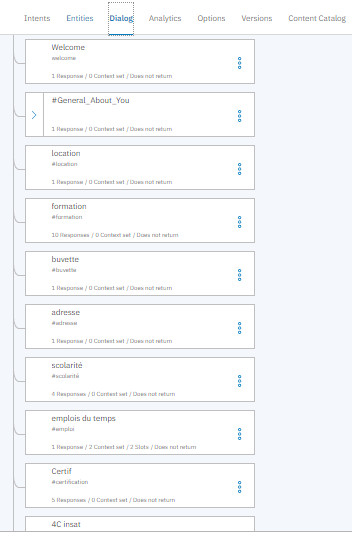 Intents Entities Dialog Analytics Options Versions Content Catalog
Welcome
welcome
1 Response / 0 Context set / Does not return
#General_About_You
1 Response / 0 Context set / Does not return
location
#location
1 Response / 0 Context set / Does not return
formation
#formation
10 Responses / 0 Context set / Does not return
buvette
#buvette
1 Response / 0 Context set / Does not return
adresse
#adresse
1 Response / 0 Context set / Does not return
scolarité
#scolarité
4 Responses / 0 Context set / Does not return
emplois du temps
#emploi
1 Response / 2 Context set / 2 Slots / Does not return
Certif
#certification
5 Responses / 0 Context set / Does not return
4C insat